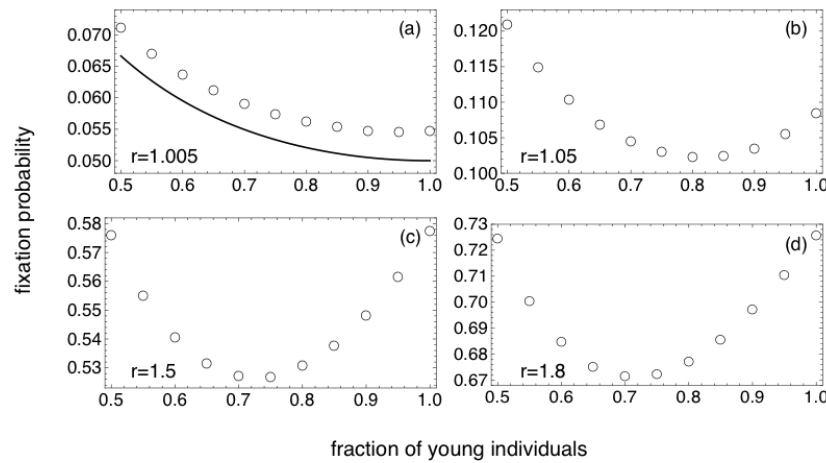 (a)
0.070
0.065
0.060
0.055
0.050
r=1.005
0.5 0.6 0.7 0.8 0.9 1.0
(b)
0.120
0.115
0.110
0.105
0.100
r=1.05
0.5 0.6 0.7 0.8 0.9 1.0
fixation probability
(c)
0.58
0.57
0.56
0.55
0.54
0.53
r=1.5
0.5 0.6 0.7 0.8 0.9 1.0
(d)
0.73
0.72
0.71
0.70
0.69
0.68
0.67
r=1.8
0.5 0.6 0.7 0.8 0.9 1.0
fraction of young individuals